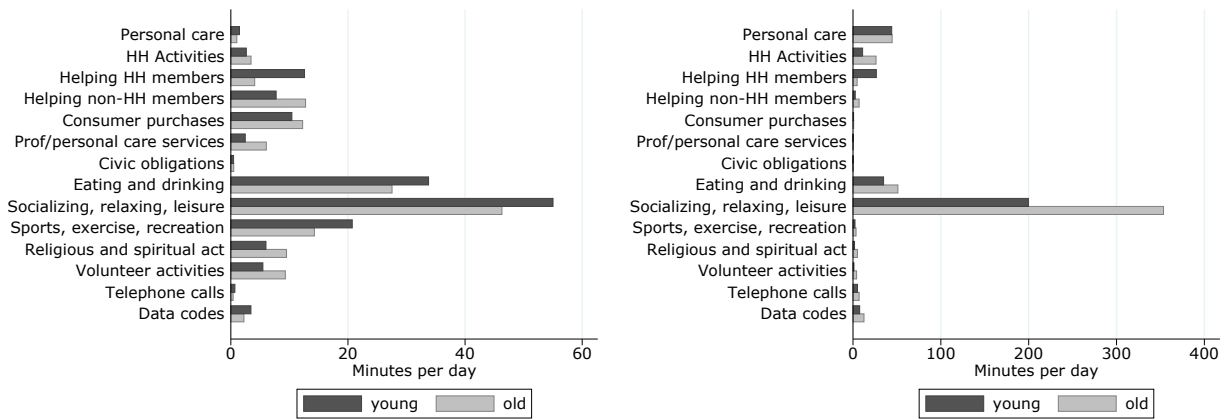 Personal care
HH Activities
Helping HH members
Helping non-HH members
Consumer purchases
Prof/personal care services
Civic obligations
Eating and drinking
Socializing, relaxing, leisure
Sports, exercise, recreation
Religious and spiritual act
Volunteer activities
Telephone calls
Data codes
0 20 40 60
Minutes per day
young old
Personal care
HH Activities
Helping HH members
Helping non-HH members
Consumer purchases
Prof/personal care services
Civic obligations
Eating and drinking
Socializing, relaxing, leisure
Sports, exercise, recreation
Religious and spiritual act
Volunteer activities
Telephone calls
Data codes
0 100 200 300 400
Minutes per day
young old